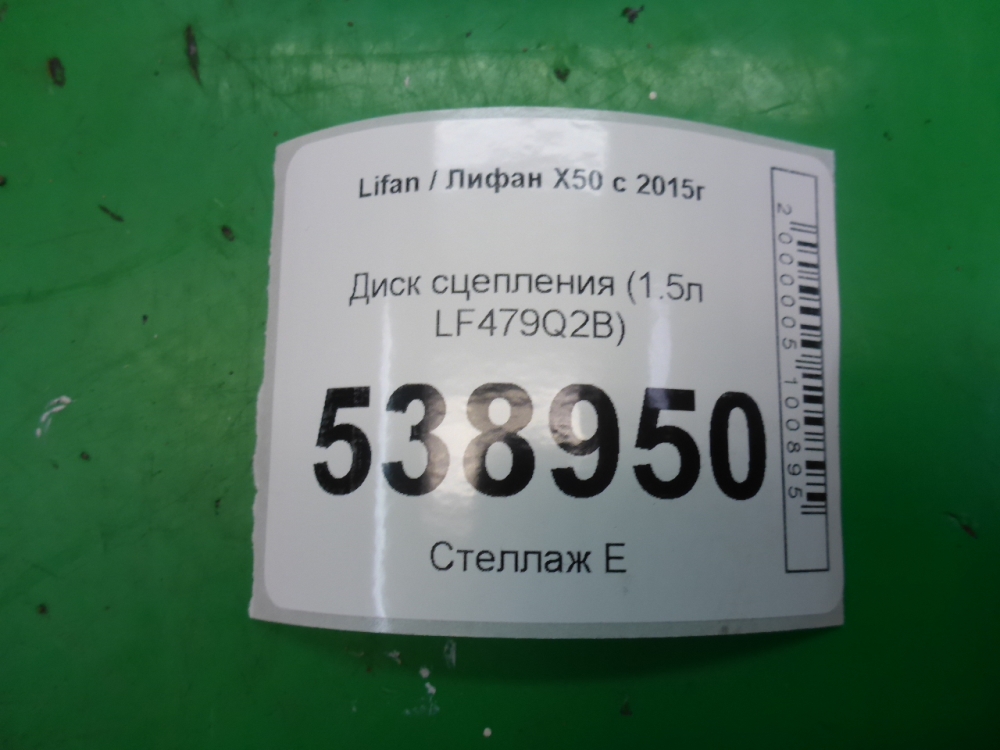 Lifan / Лифан X50 с 2015г
Диск сцепления (1.5л
LF479Q2B)
538950
Стеллаж Е
2000005100895